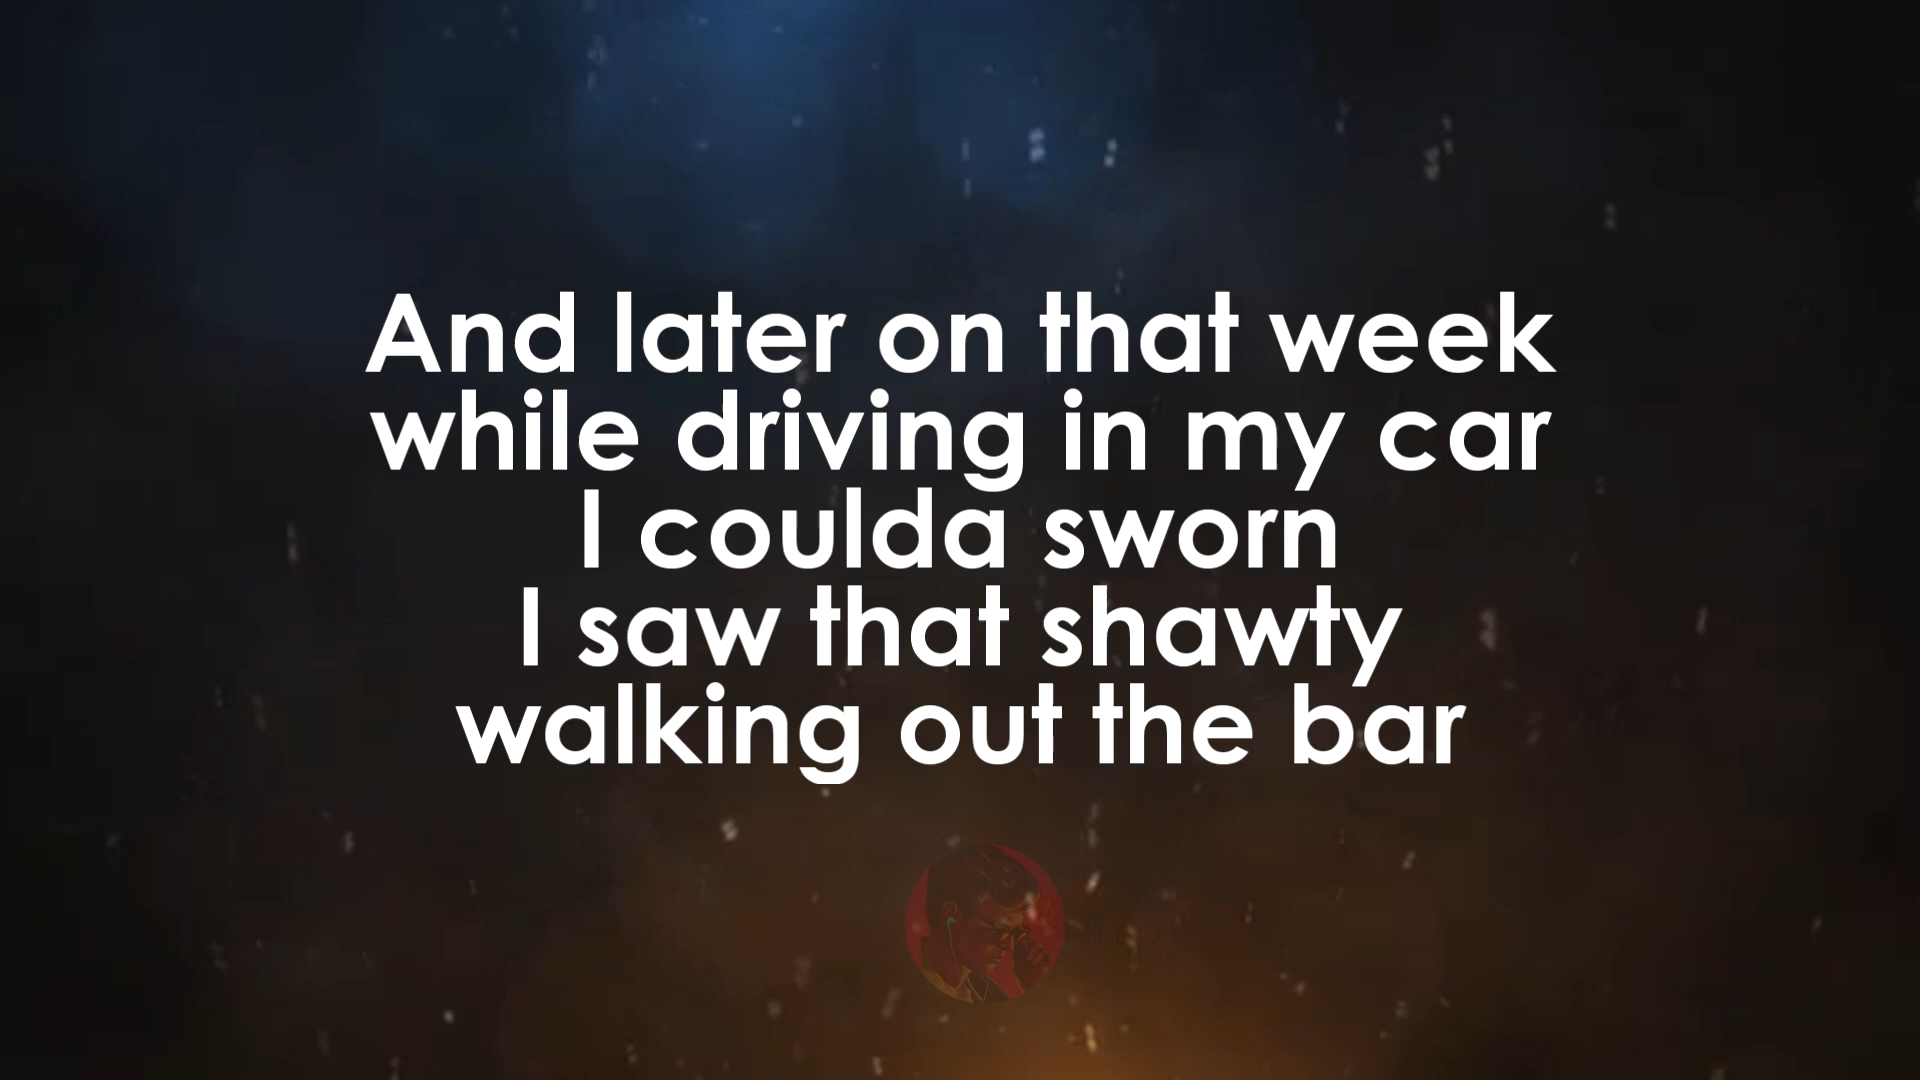 And later on that week
while driving in my car
I coulda sworn
I saw that shawty
walking out the bar